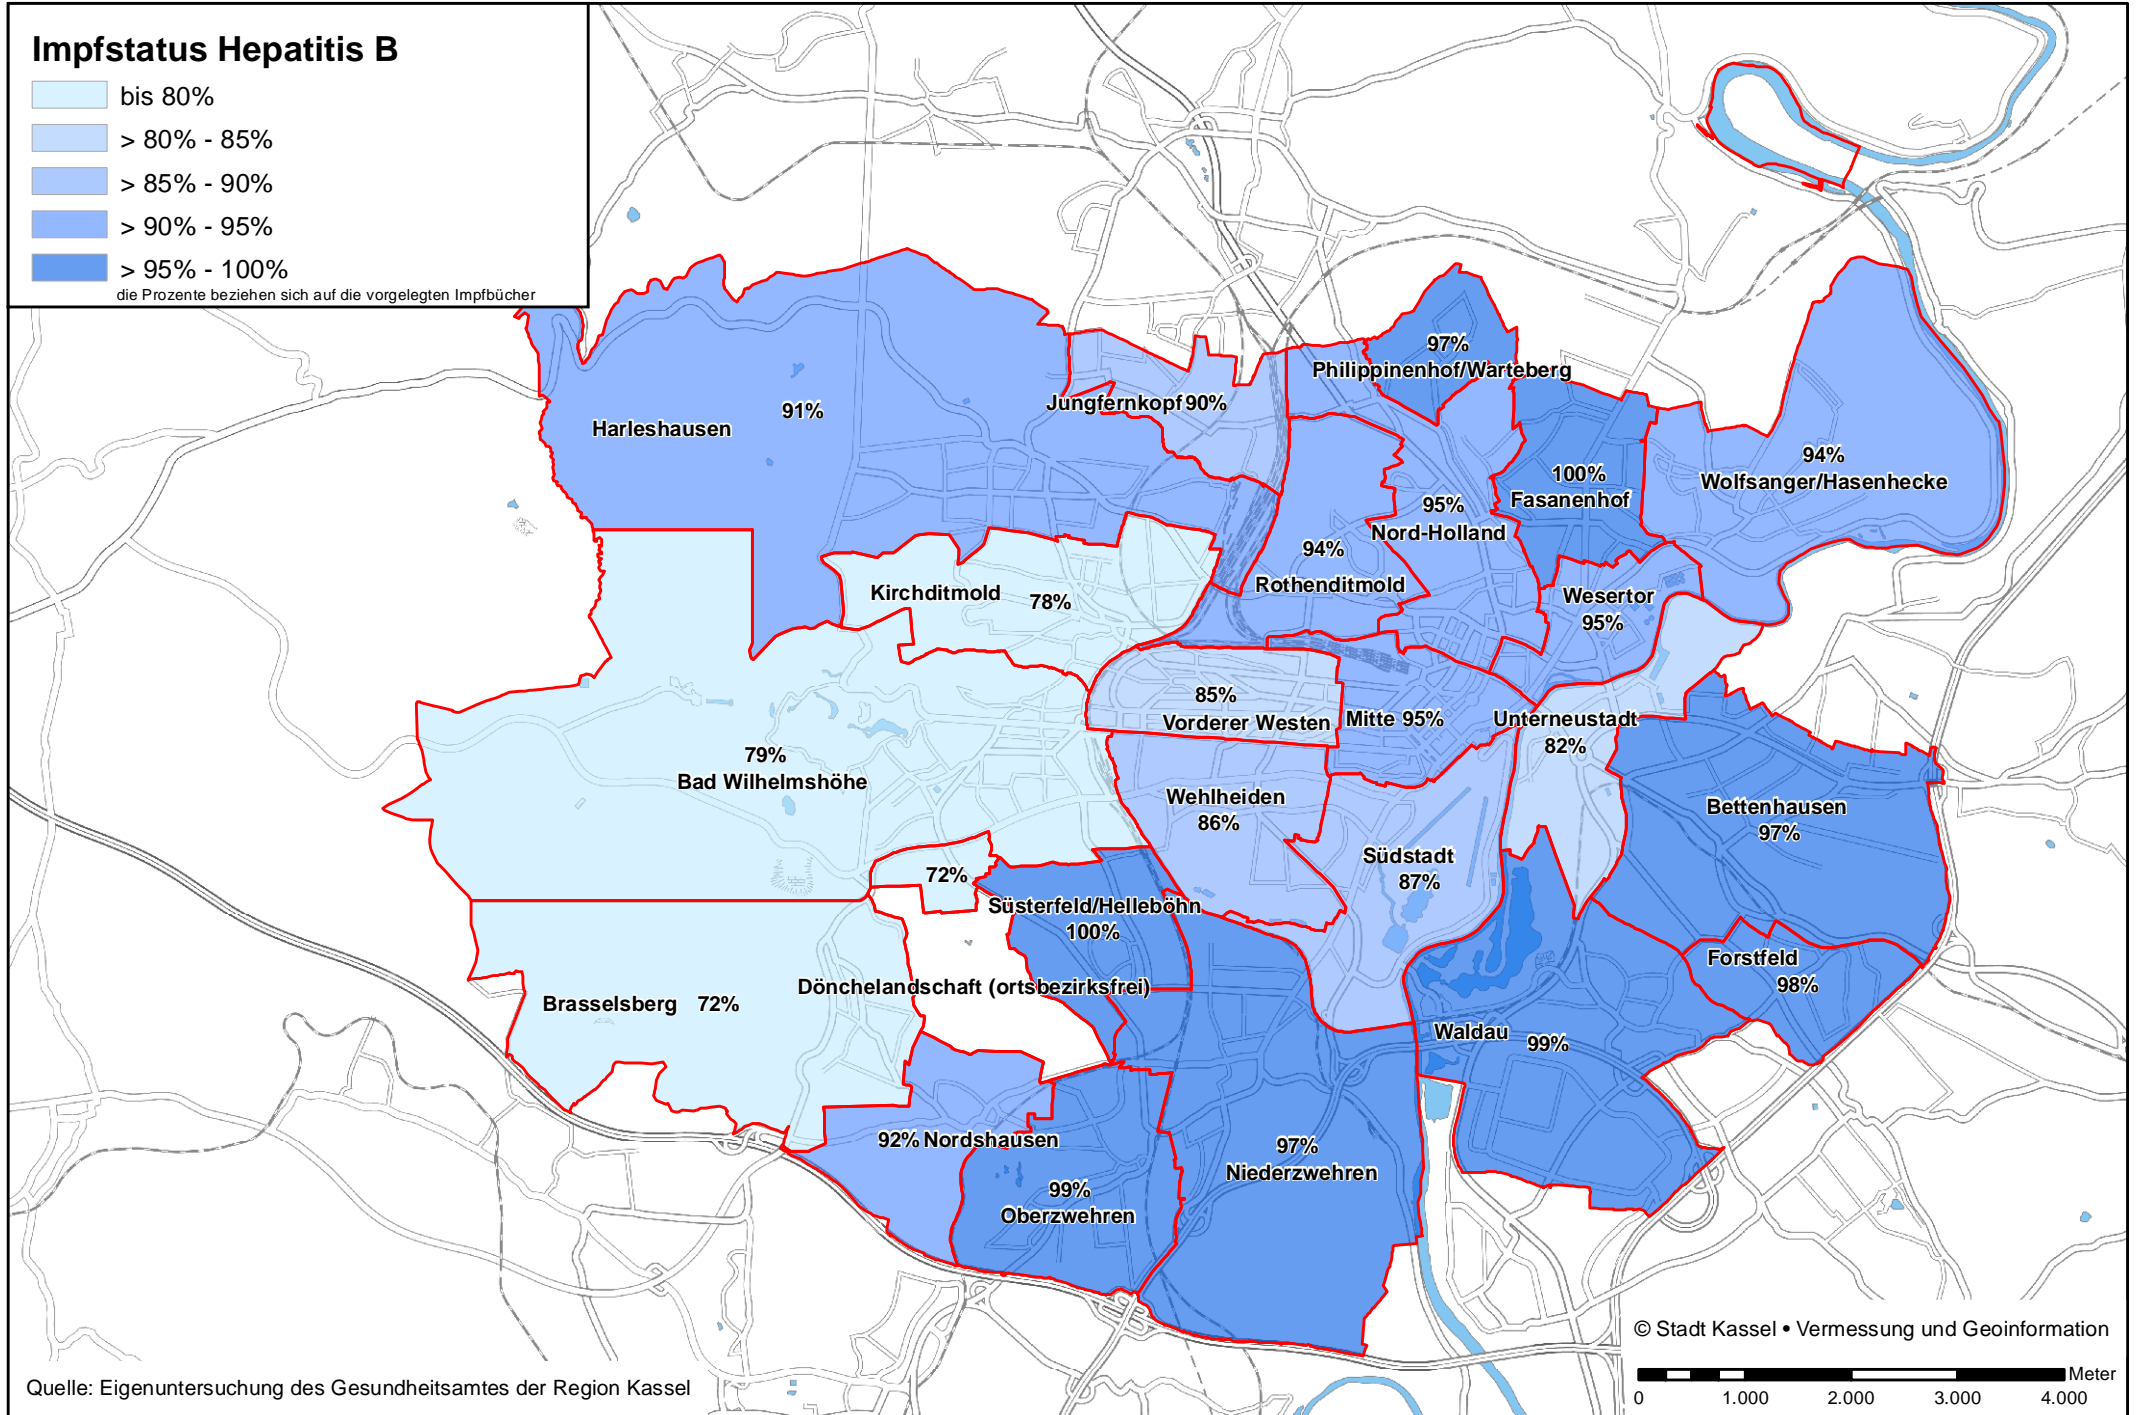 Impfstatus Hepatitis B
bis 80%
> 80% - 85%
> 85% - 90%
> 90% - 95%
> 95% - 100%
die Prozente beziehen sich auf die vorgelegten Impfbücher
97%
Philippinenhof/Warteberg
Jungfernkopf 90%
91%
Harleshausen
94%
Wolfsanger/Hasenhecke
100%
Fasanenhof
95%
Nord-Holland
94%
Rothenditmold
Kirchditmold 78%
Wesertor
95%
85%
Vorderer Westen
Mitte 95%
Unterneustadt
82%
79%
Bad Wilhelmshöhe
Wehlheiden
86%
Bettenhausen
97%
Südstadt
87%
72%
Süsterfeld/Helleböhn
100%
Forstfeld
98%
Dönchelandschaft (ortsbezirksfrei)
Brasselsberg 72%
Waldau 99%
92% Nordshausen
97%
Niederzwehren
99%
Oberzwehren
© Stadt Kassel • Vermessung und Geoinformation
Meter
0 1.000 2.000 3.000 4.000
Quelle: Eigenuntersuchung des Gesundheitsamtes der Region Kassel